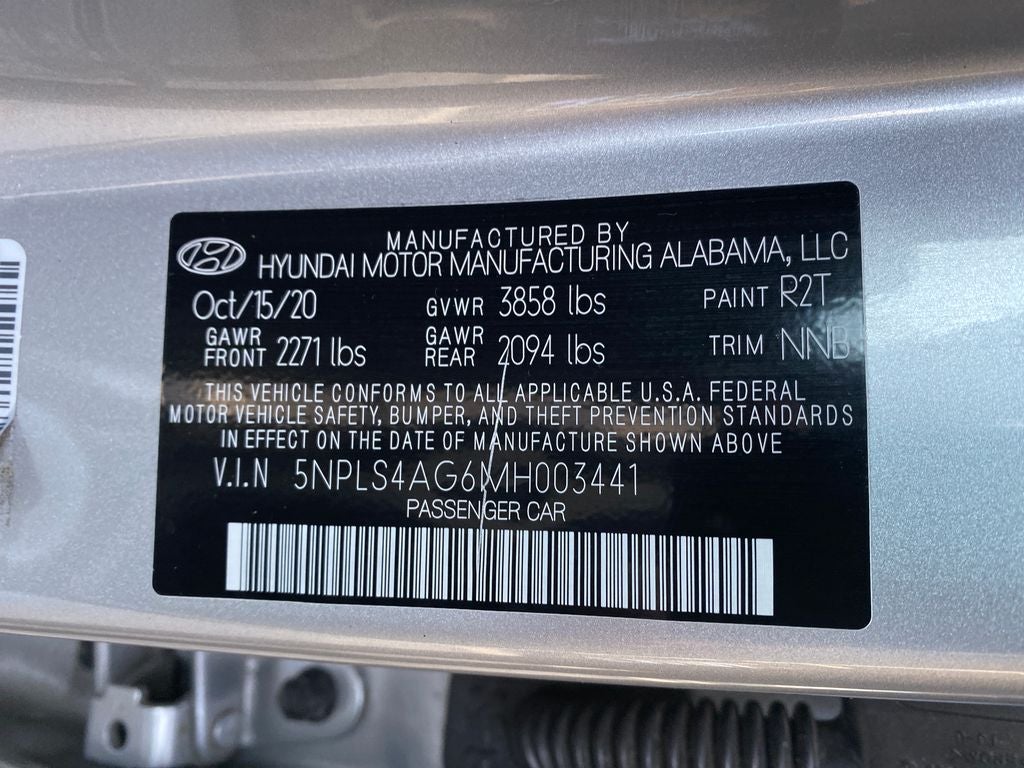 MANUFACTURED BY
HYUNDAI MOTOR MANUFACTURING ALABAMA, LLC
Oct/15/20 GVWR 3858 lbs PAINT R2T
GAWR FRONT 2271 lbs GAWR REAR 2094 lbs TRIM NNB
THIS VEHICLE CONFORMS TO ALL APPLICABLE U.S.A. FEDERAL
MOTOR VEHICLE SAFETY, BUMPER, AND THEFT PREVENTION STANDARDS
IN EFFECT ON THE DATE OF MANUFACTURE SHOWN ABOVE
V.I.N 5NPLS4AG6MH003441
PASSENGER CAR